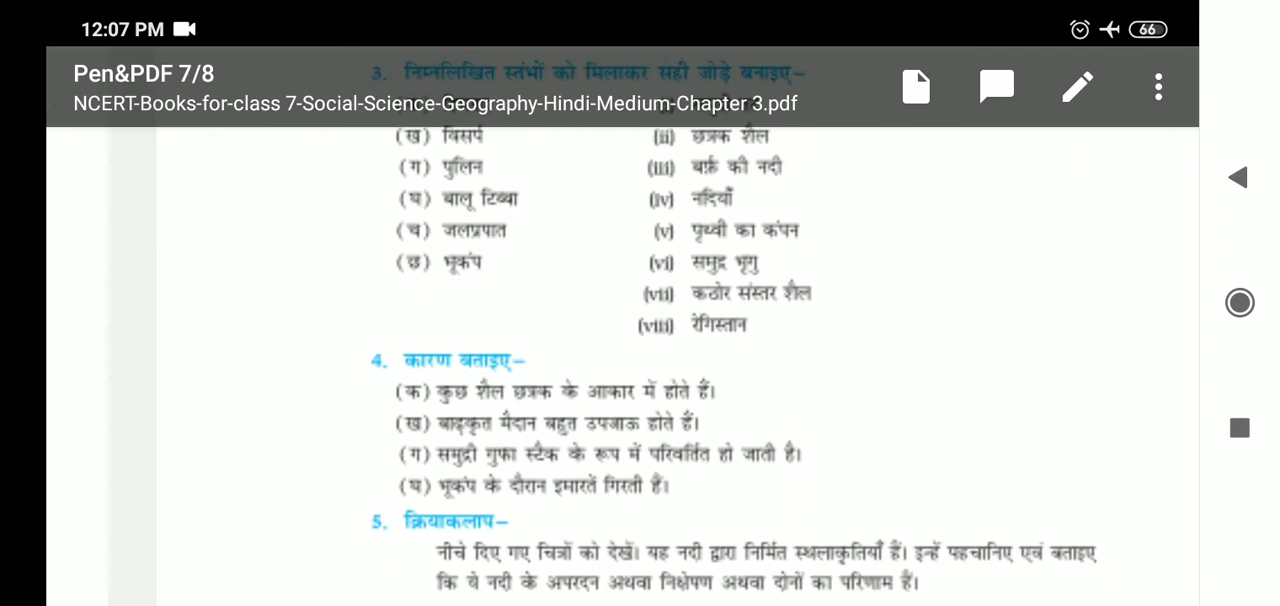 12:07 PM
66
Pen&PDF 7/8
NCERT-Books-for-class 7-Social-Science-Geography-Hindi-Medium-Chapter 3.pdf
3. निम्नलिखित स्तंभों को मिलाकर सही जोड़े बनाइए–
(ख) विसर्प (ii) छत्रक शैल
(ग) पुलिन (iii) बर्फ़ की नदी
(घ) बालू टिब्बा (iv) नदियाँ
(च) जलप्रपात (v) पृथ्वी का कंपन
(छ) भूकंप (vi) समुद्र भृगु
(vii) कठोर संस्तर शैल
(viii) रेगिस्तान
4. कारण बताइए–
(क) कुछ शैल छत्रक के आकार में होते हैं।
(ख) बाढ़कृत मैदान बहुत उपजाऊ होते हैं।
(ग) समुद्री गुफा स्टैक के रूप में परिवर्तित हो जाती है।
(घ) भूकंप के दौरान इमारतें गिरती हैं।
5. क्रियाकलाप–
नीचे दिए गए चित्रों को देखें। यह नदी द्वारा निर्मित स्थलाकृतियाँ हैं। इन्हें पहचानिए एवं बताइए
कि ये नदी के अपरदन अथवा निक्षेपण अथवा दोनों का परिणाम हैं।